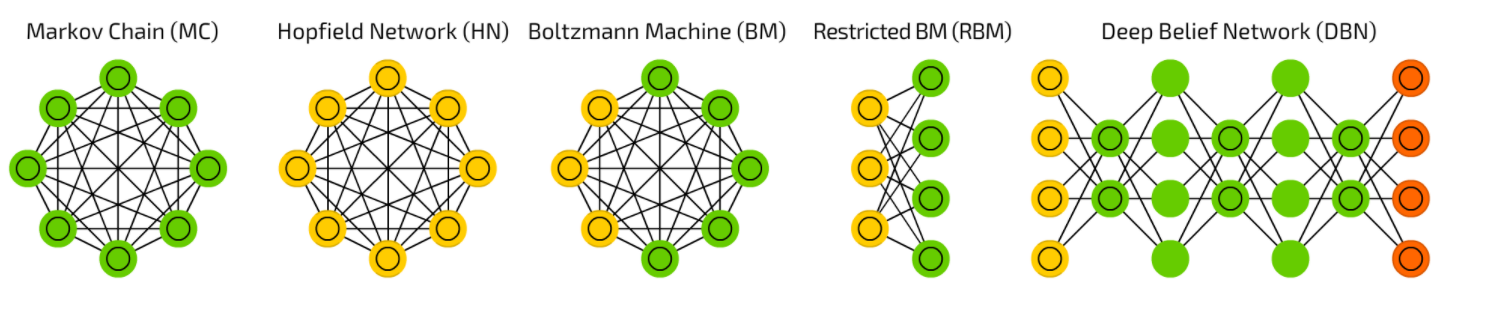 Markov Chain (MC)
Hopfield Network (HN)
Boltzmann Machine (BM)
Restricted BM (RBM)
Deep Belief Network (DBN)